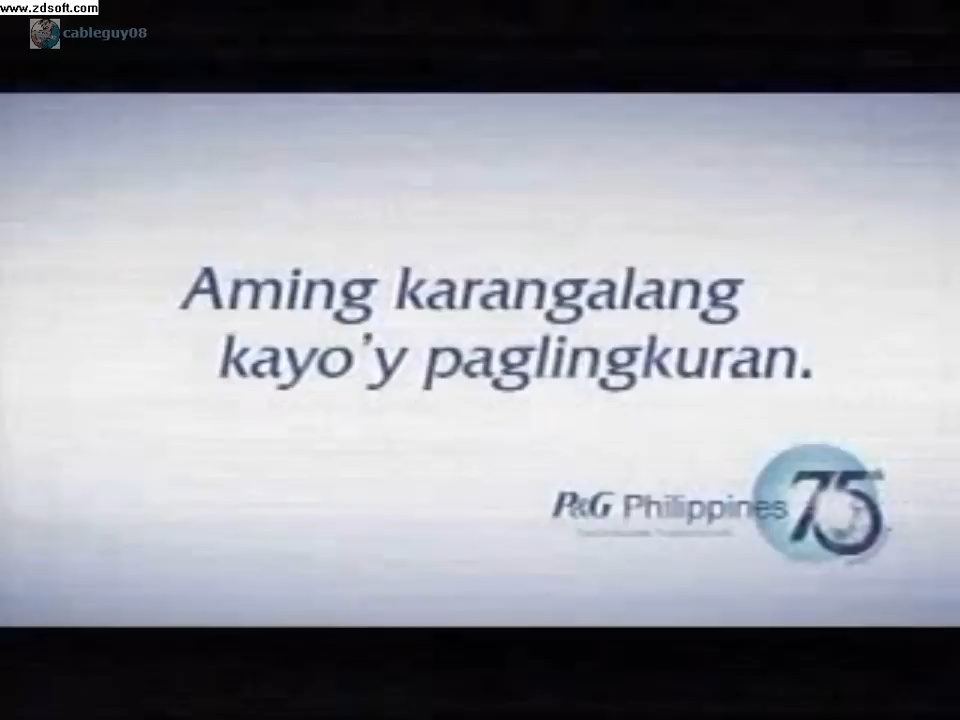 www.zdsoft.com
cableguy08
Aming karangalang
kayo'y paglingkuran.
P&G Philippines 75